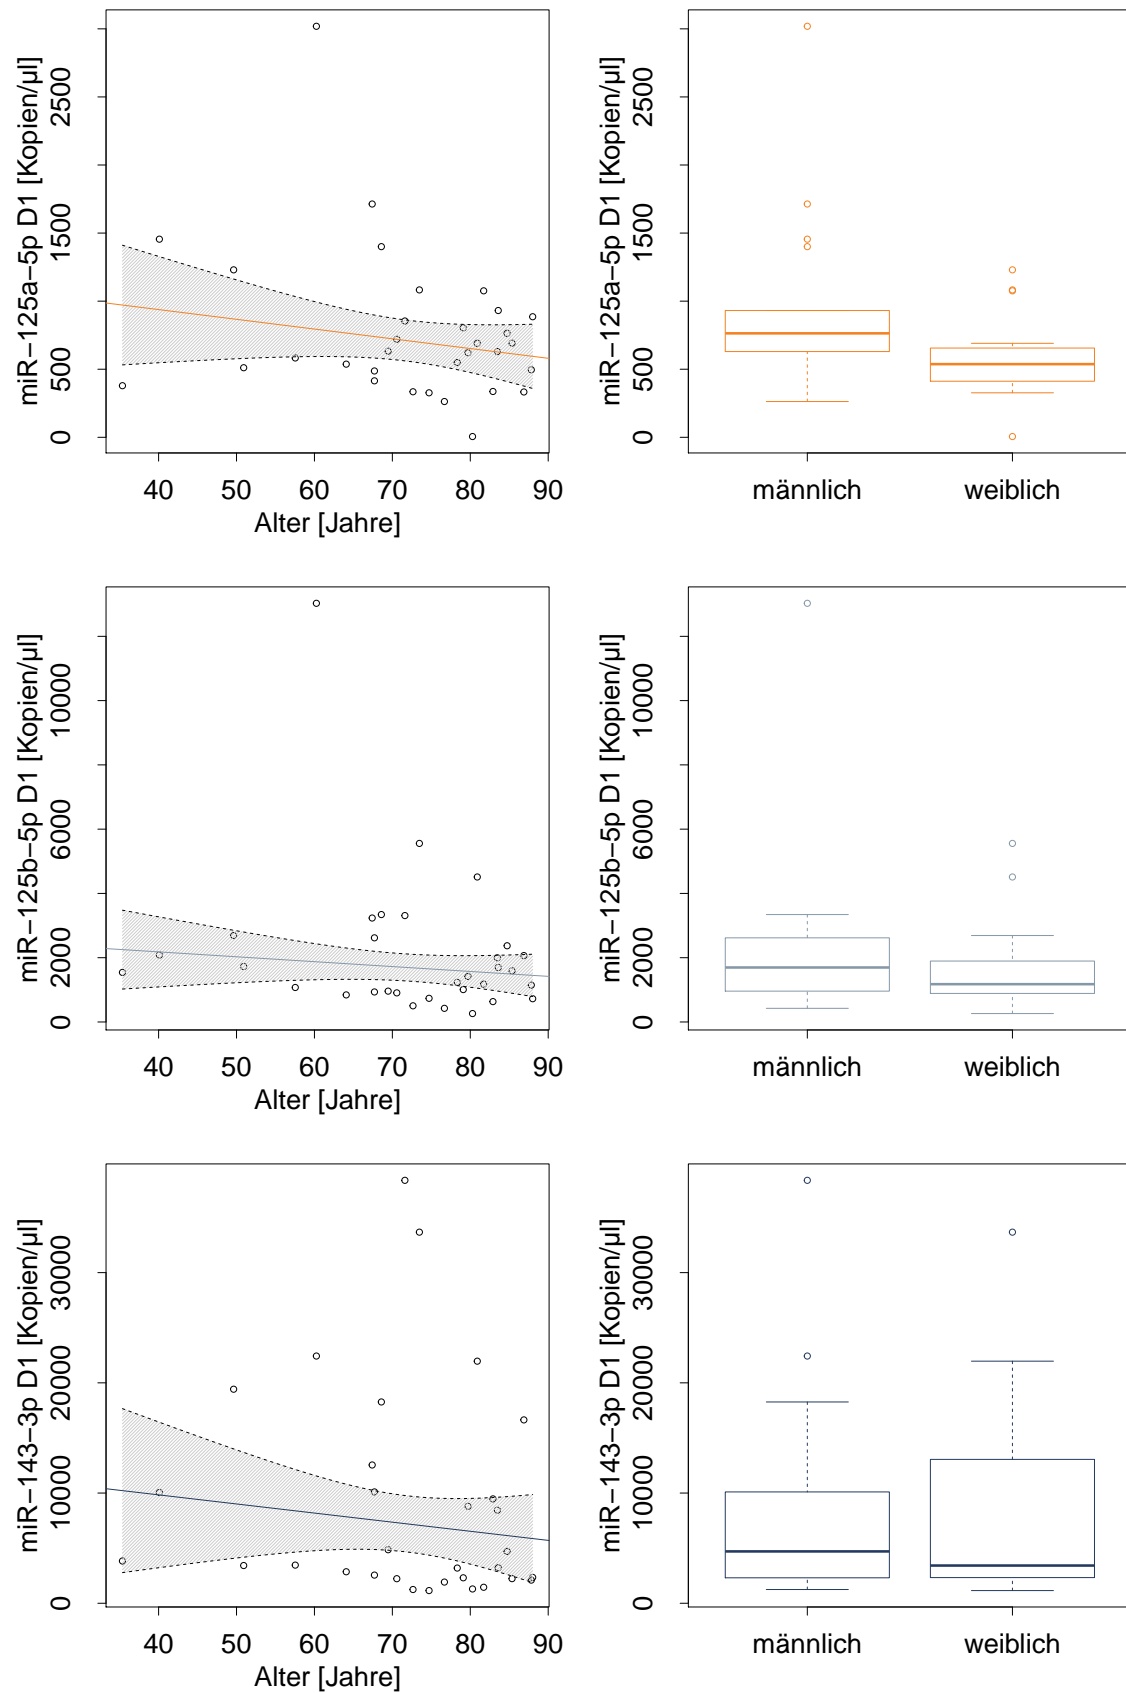 miR−125a−5p D1 [Kopien/µl]
0 500 1500 2500
40 50 60 70 80 90
Alter [Jahre]
miR−125a−5p D1 [Kopien/µl]
0 500 1500 2500
männlich weiblich
miR−125b−5p D1 [Kopien/µl]
0 2000 6000 10000
40 50 60 70 80 90
Alter [Jahre]
miR−125b−5p D1 [Kopien/µl]
0 2000 6000 10000
männlich weiblich
miR−143−3p D1 [Kopien/µl]
0 10000 20000 30000
40 50 60 70 80 90
Alter [Jahre]
miR−143−3p D1 [Kopien/µl]
0 10000 20000 30000
männlich weiblich